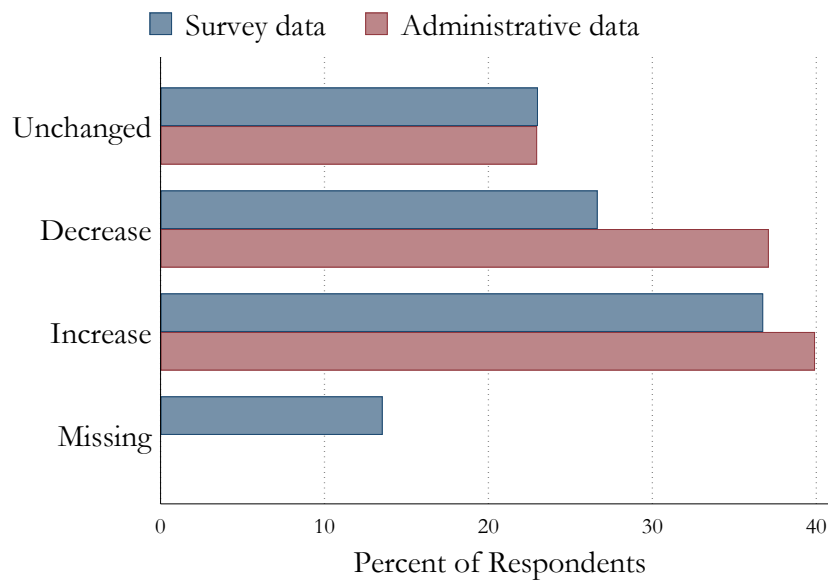 Survey data Administrative data
Unchanged
Decrease
Increase
Missing
0 10 20 30 40
Percent of Respondents